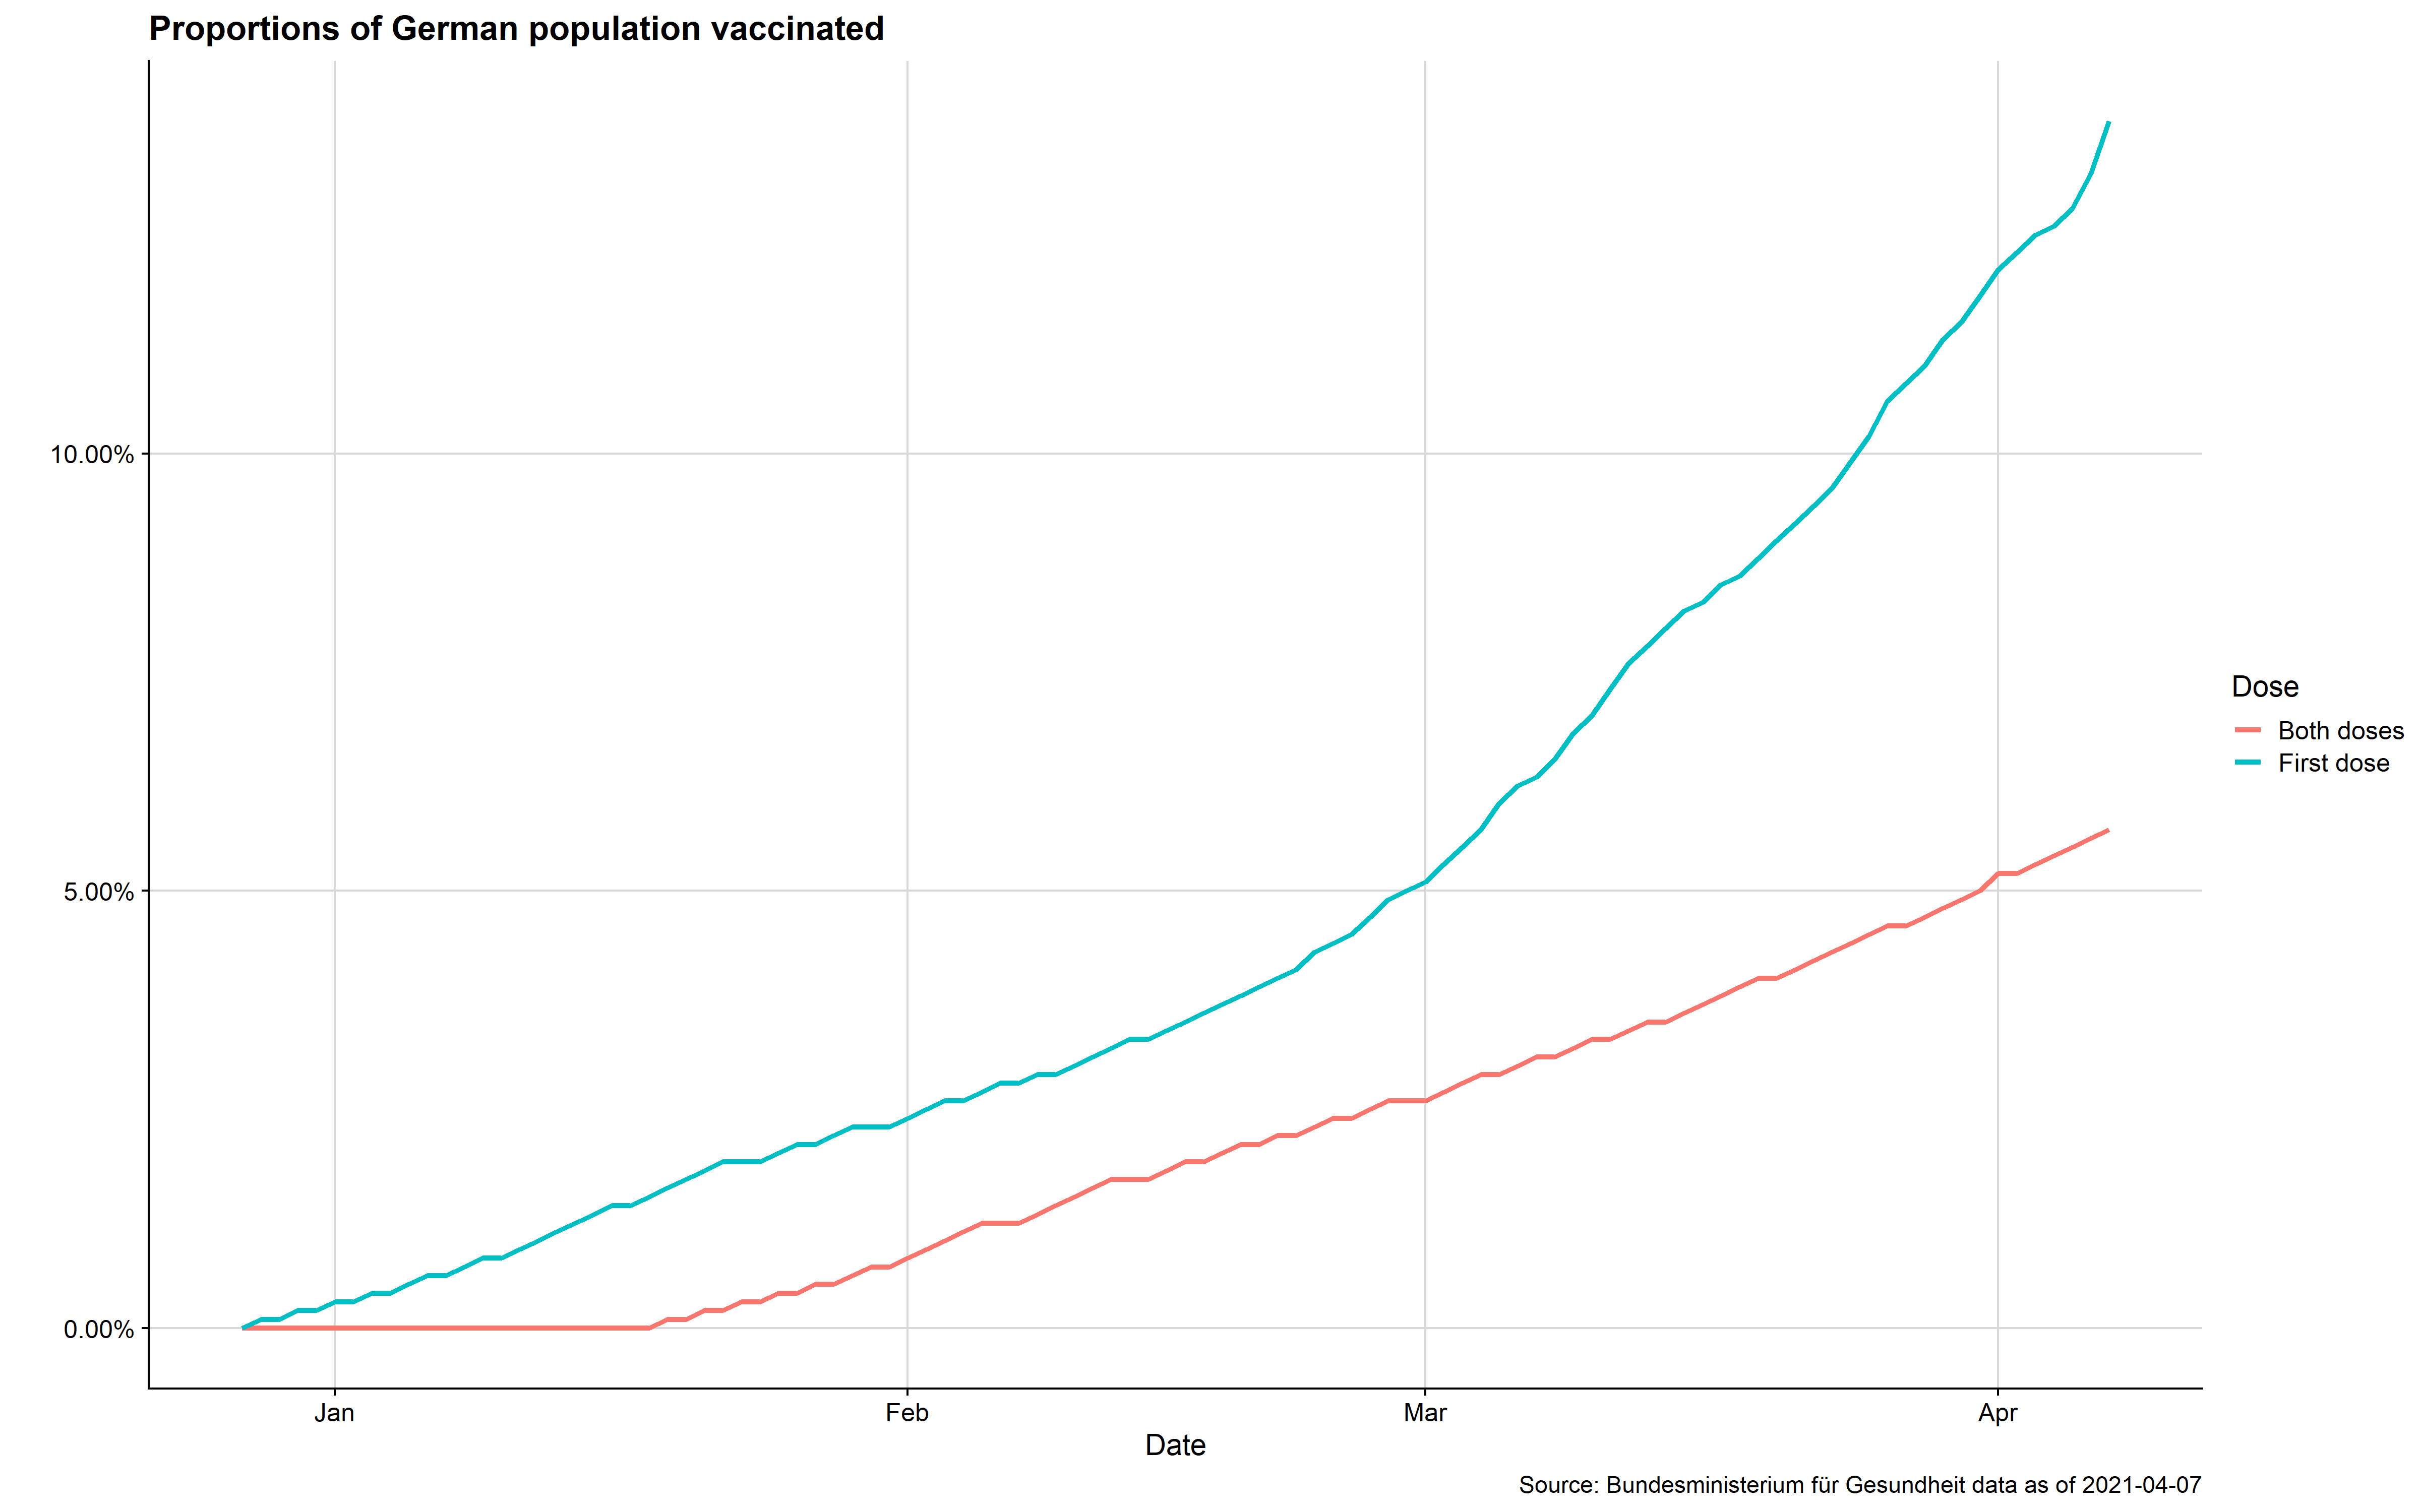 Proportions of German population vaccinated
10.00%
5.00%
0.00%
Jan Feb Mar Apr
Date
Dose
Both doses
First dose
Source: Bundesministerium für Gesundheit data as of 2021-04-07